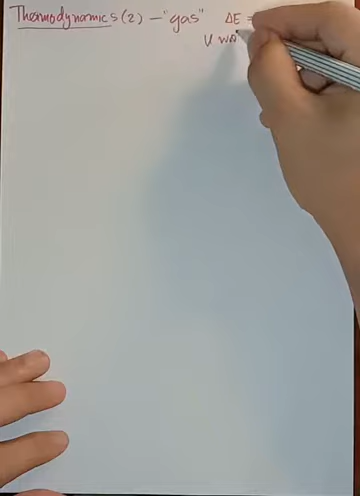 Thermodynamics (2) – "gas" ΔE =
V